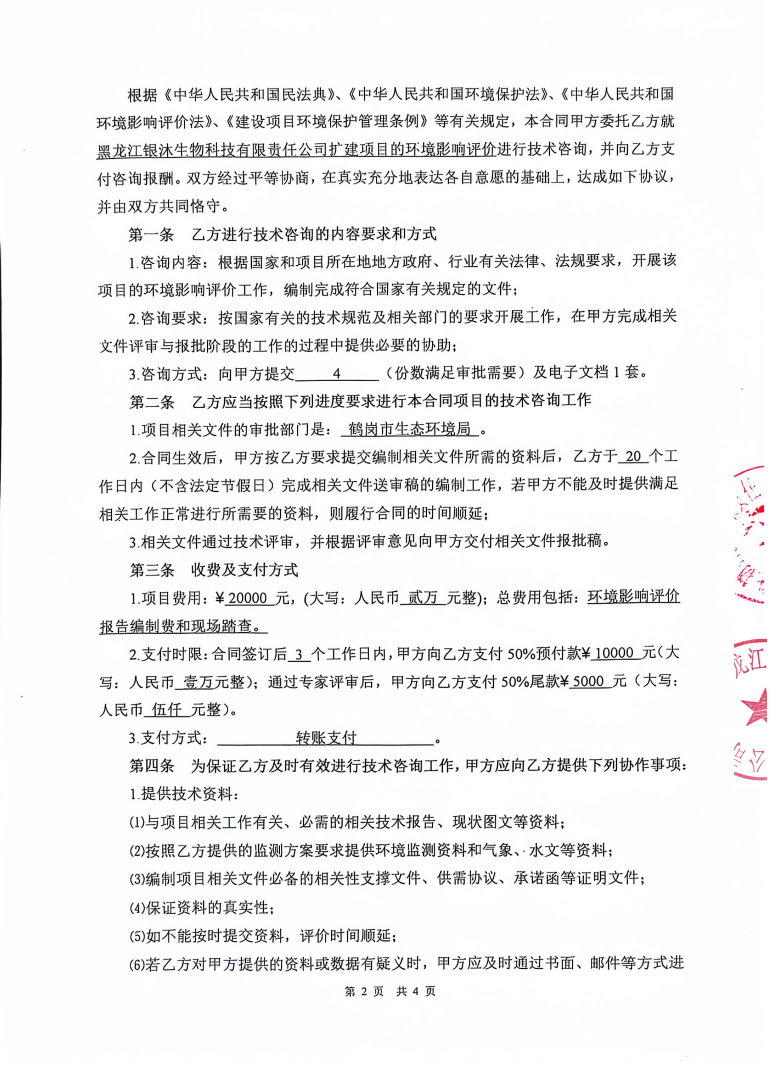 根据《中华人民共和国民法典》、《中华人民共和国环境保护法》、《中华人民共和国
环境影响评价法》、《建设项目环境保护管理条例》等有关规定，本合同甲方委托乙方就
黑龙江银沐生物科技有限责任公司扩建项目的环境影响评价进行技术咨询，并向乙方支
付咨询报酬。双方经过平等协商，在真实充分地表达各自意愿的基础上，达成如下协议，
并由双方共同恪守。
第一条 乙方进行技术咨询的内容要求和方式
1.咨询内容：根据国家和项目所在地地方政府、行业有关法律、法规要求，开展该
项目的环境影响评价工作，编制完成符合国家有关规定的文件；
2.咨询要求：按国家有关的技术规范及相关部门的要求开展工作，在甲方完成相关
文件评审与报批阶段的工作的过程中提供必要的协助；
3.咨询方式：向甲方提交 4 （份数满足审批需要）及电子文档 1 套。
第二条 乙方应当按照下列进度要求进行本合同项目的技术咨询工作
1.项目相关文件的审批部门是： 鹤岗市生态环境局 。
2.合同生效后，甲方按乙方要求提交编制相关文件所需的资料后，乙方于 20 个工
作日内（不含法定节假日）完成相关文件送审稿的编制工作，若甲方不能及时提供满足
相关工作正常进行所需要的资料，则履行合同的时间顺延；
3.相关文件通过技术评审，并根据评审意见向甲方交付相关文件报批稿。
第三条 收费及支付方式
1.项目费用：¥ 20000 元，(大写：人民币 贰万 元整)；总费用包括：环境影响评价
报告编制费和现场踏查。
2.支付时限：合同签订后 3 个工作日内，甲方向乙方支付 50%预付款¥ 10000 元（大
写：人民币 壹万元整）；通过专家评审后，甲方向乙方支付 50%尾款¥ 5000 元（大写：
人民币 伍仟 元整）。
3.支付方式： 转账支付 。
第四条 为保证乙方及时有效进行技术咨询工作，甲方应向乙方提供下列协作事项：
1.提供技术资料：
⑴与项目相关工作有关、必需的相关技术报告、现状图文等资料；
⑵按照乙方提供的监测方案要求提供环境监测资料和气象、水文等资料；
⑶编制项目相关文件必备的相关性支撑文件、供需协议、承诺函等证明文件；
⑷保证资料的真实性；
⑸如不能按时提交资料，评价时间顺延；
⑹若乙方对甲方提供的资料或数据有疑义时，甲方应及时通过书面、邮件等方式进
第 2 页 共 4 页